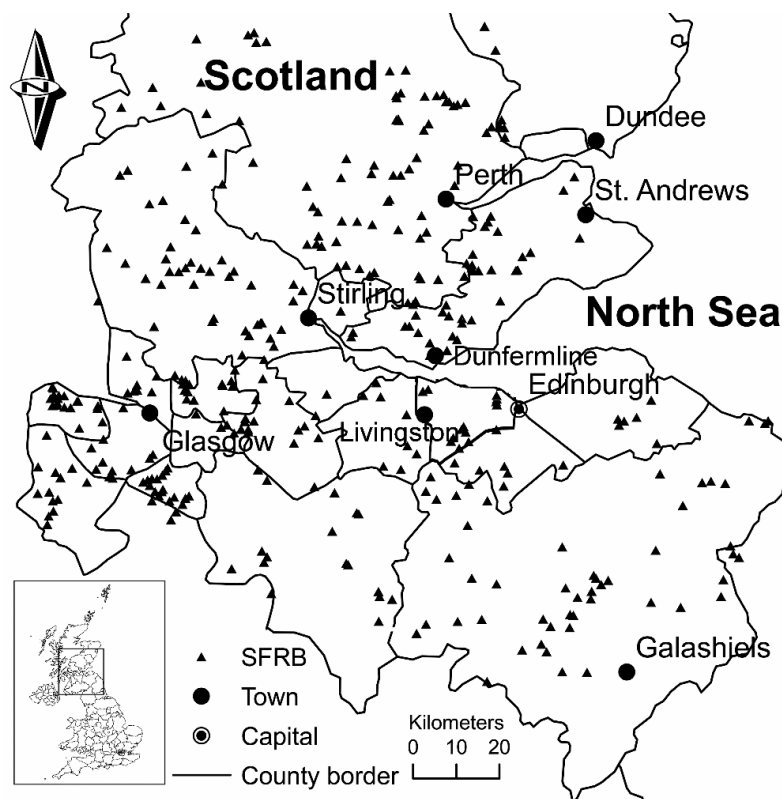 Scotland
Dundee
Perth
St. Andrews
Stirling
North Sea
Dunfermline
Edinburgh
Livingston
Glasgow
Galashiels
N
SFRB
Town
Capital
County border
Kilometers
0 10 20